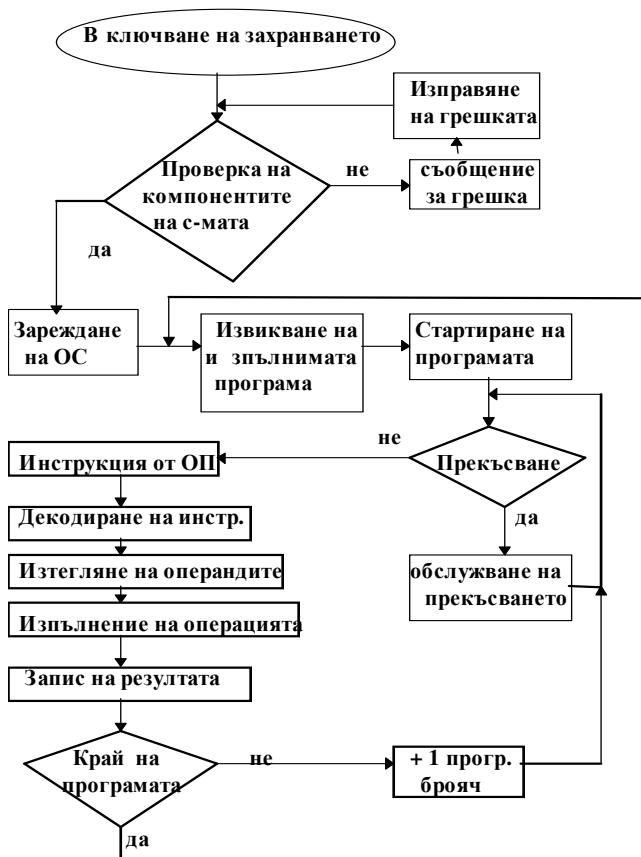 В ключване на захранването
Изправяне
на грешката
Проверка на
компонентите
на с-мата
не
съобщение
за грешка
да
Зареждане
на ОС
Извикване на
и зпълнимата
програма
Стартиране на
програмата
не
Прекъсване
Инструкция от ОП
да
Декодиране на инстр.
обслужване на
прекъсването
Изтегляне на операндите
Изпълнение на операцията
Запис на резултата
Край на
програмата
не
+ 1 прогр.
брояч
да